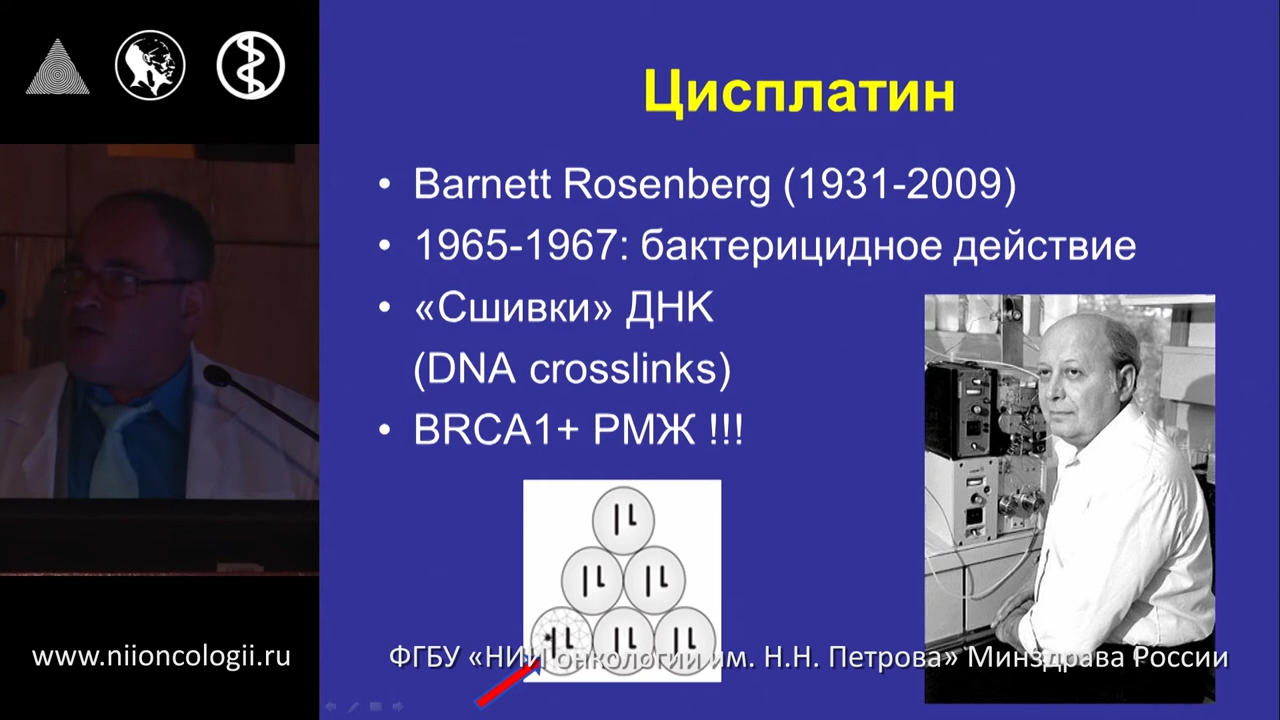 Цисплатин
• Barnett Rosenberg (1931-2009)
• 1965-1967: бактерицидное действие
• «Сшивки» ДНК
(DNA crosslinks)
• BRCA1+ РМЖ !!!
www.niioncologii.ru
ФГБУ «НИИ онкологии им. Н.Н. Петрова» Минздрава России